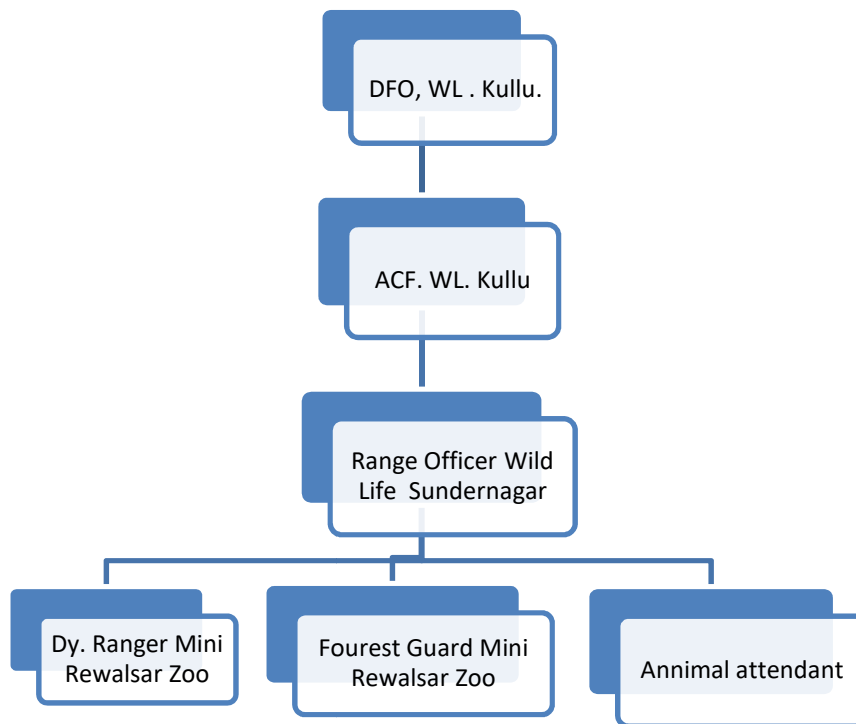 DFO, WL . Kullu.
ACF. WL. Kullu
Range Officer Wild
Life Sundernagar
Dy. Ranger Mini
Rewalsar Zoo
Fourest Guard Mini
Rewalsar Zoo
Annimal attendant